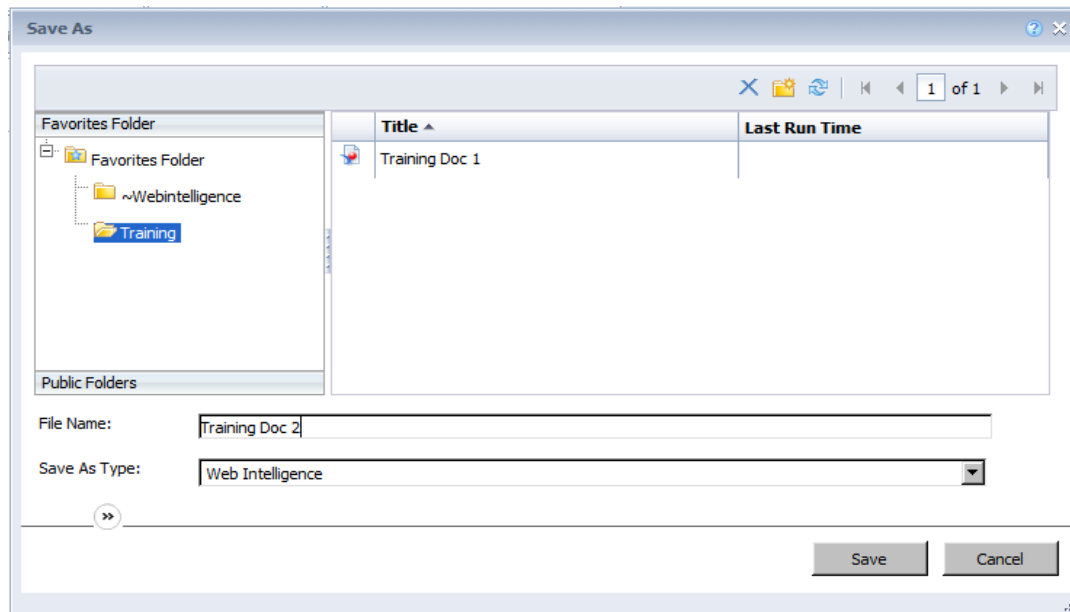 Save As
1 of 1
Favorites Folder
Title Last Run Time
Favorites Folder
Training Doc 1
~Webintelligence
Training
Public Folders
File Name: Training Doc 2
Save As Type: Web Intelligence
Save Cancel